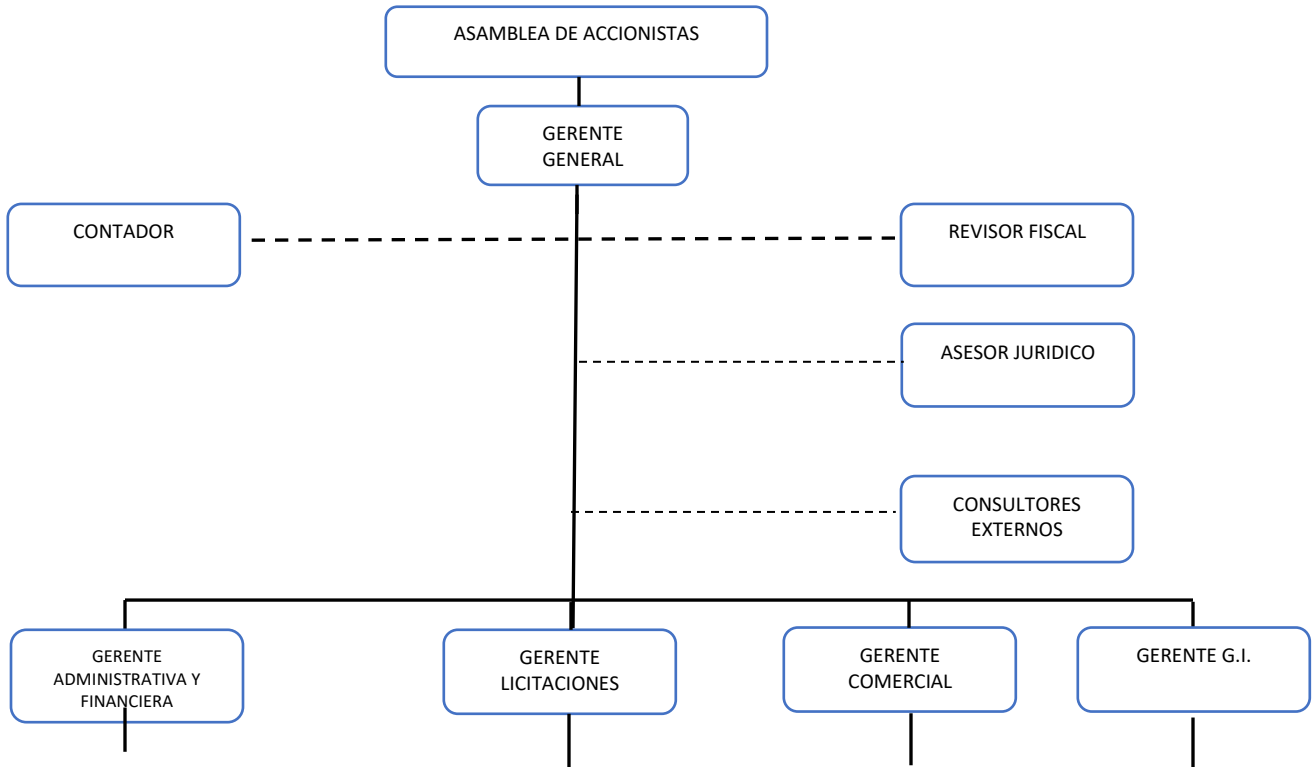 ASAMBLEA DE ACCIONISTAS
GERENTE
GENERAL
CONTADOR
REVISOR FISCAL
ASESOR JURIDICO
CONSULTORES
EXTERNOS
GERENTE
ADMINISTRATIVA Y
FINANCIERA
GERENTE
LICITACIONES
GERENTE
COMERCIAL
GERENTE G.I.